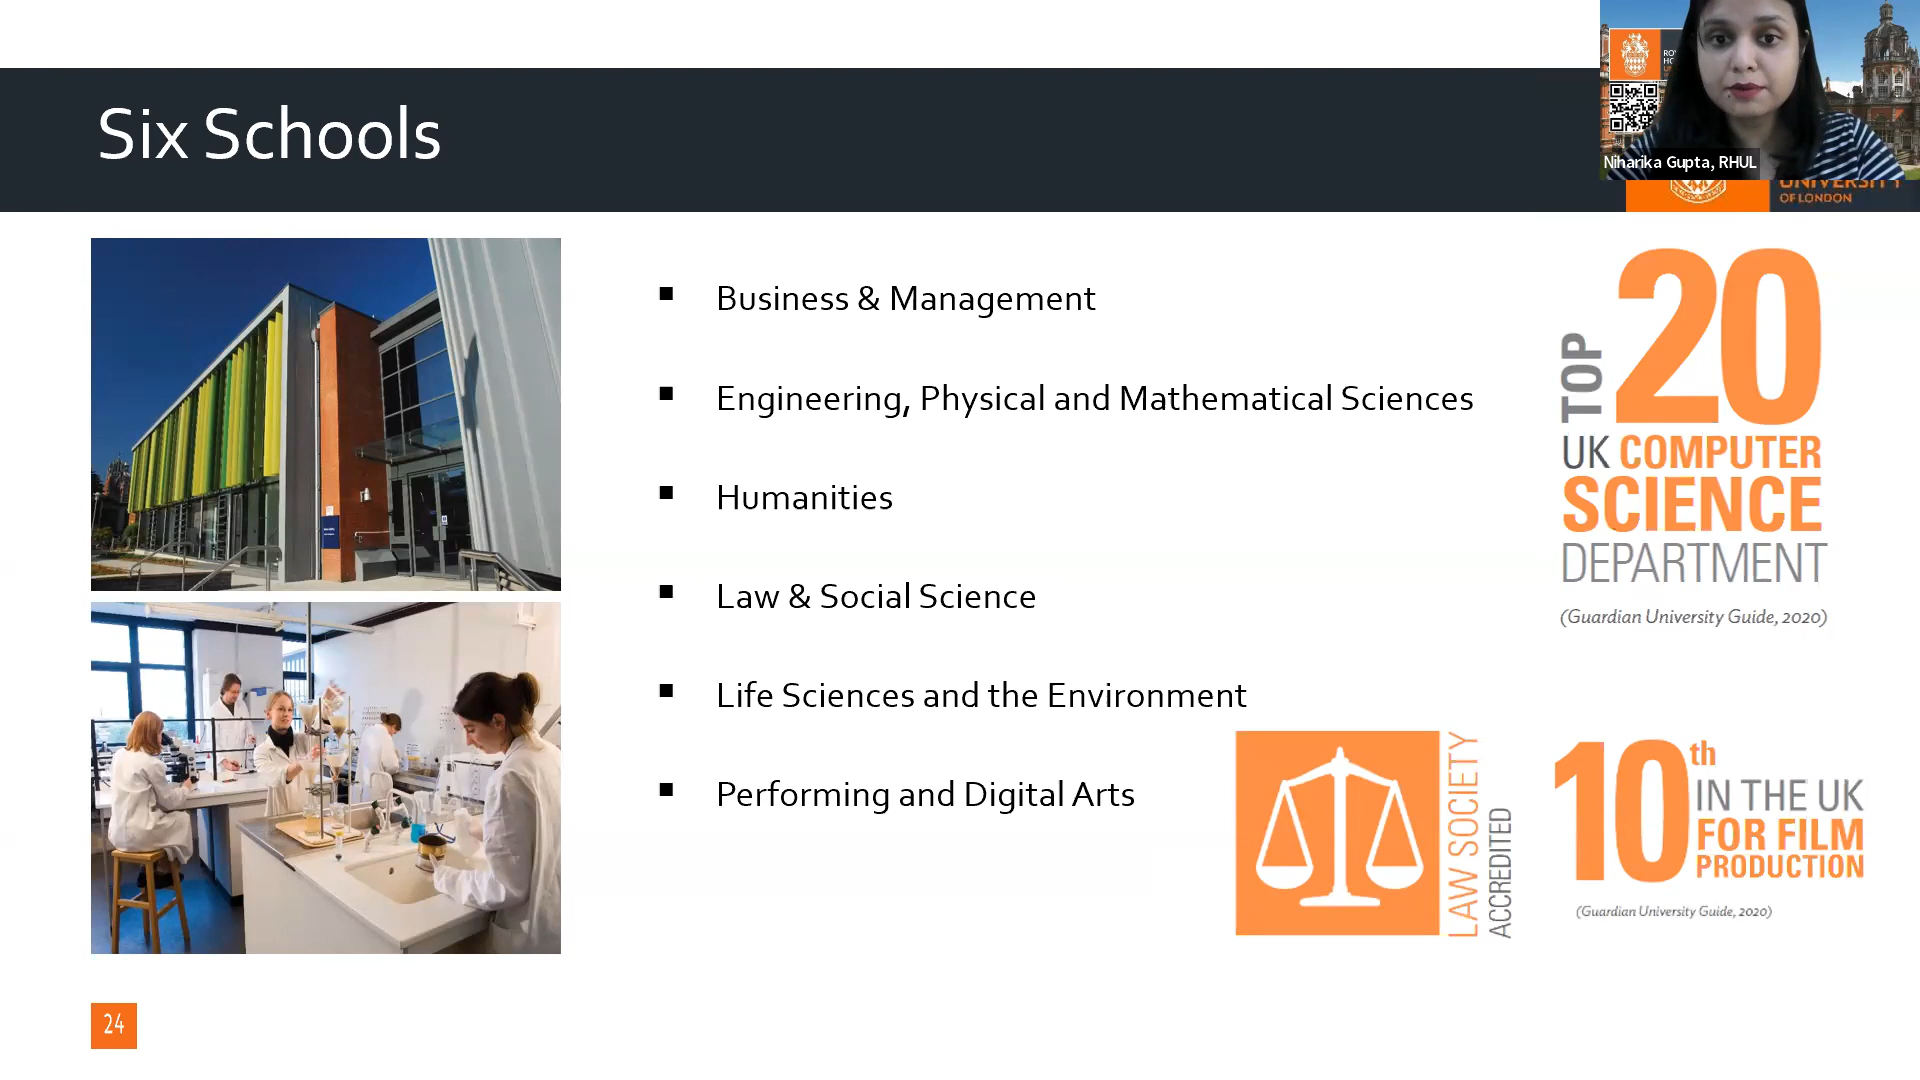 Six Schools
Niharika Gupta, RHUL
UNIVERSITY
OF LONDON
Business & Management
Engineering, Physical and Mathematical Sciences
Humanities
Law & Social Science
Life Sciences and the Environment
Performing and Digital Arts
TOP
20
UK COMPUTER
SCIENCE
DEPARTMENT
(Guardian University Guide, 2020)
LAW SOCIETY
ACCREDITED
10th
IN THE UK
FOR FILM
PRODUCTION
(Guardian University Guide, 2020)
24